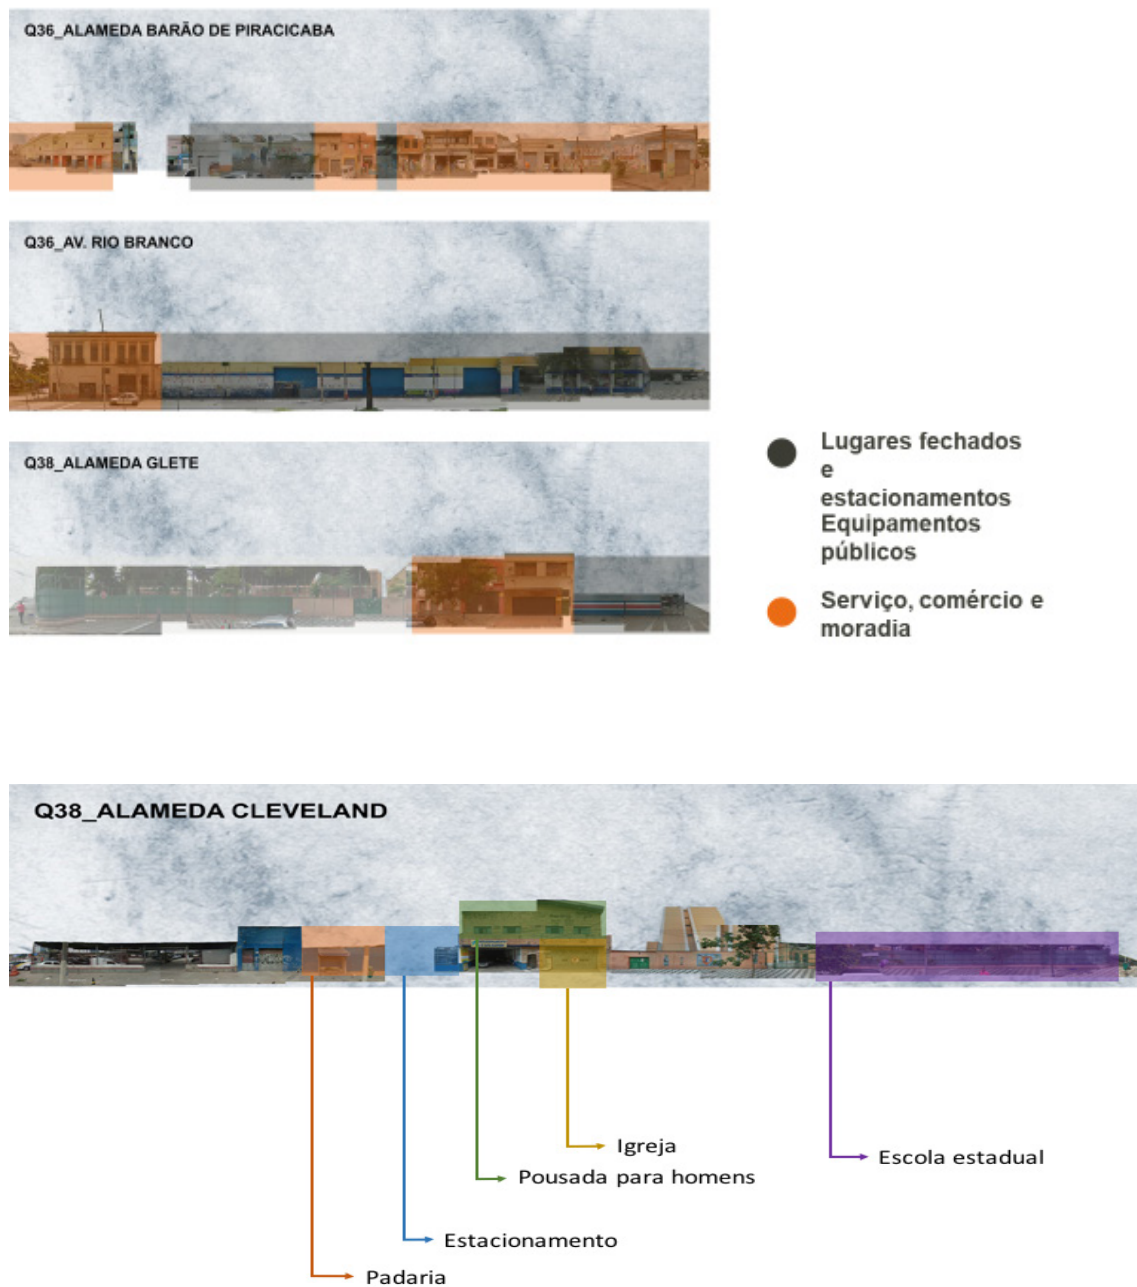 Q36_ALAMEDA BARÃO DE PIRACICABA
Q36_AV. RIO BRANCO
Q38_ALAMEDA GLETE
Lugares fechados
e
estacionamentos
Equipamentos
públicos
Serviço, comércio e
moradia
Q38_ALAMEDA CLEVELAND
Igreja
Escola estadual
Pousada para homens
Estacionamento
Padaria